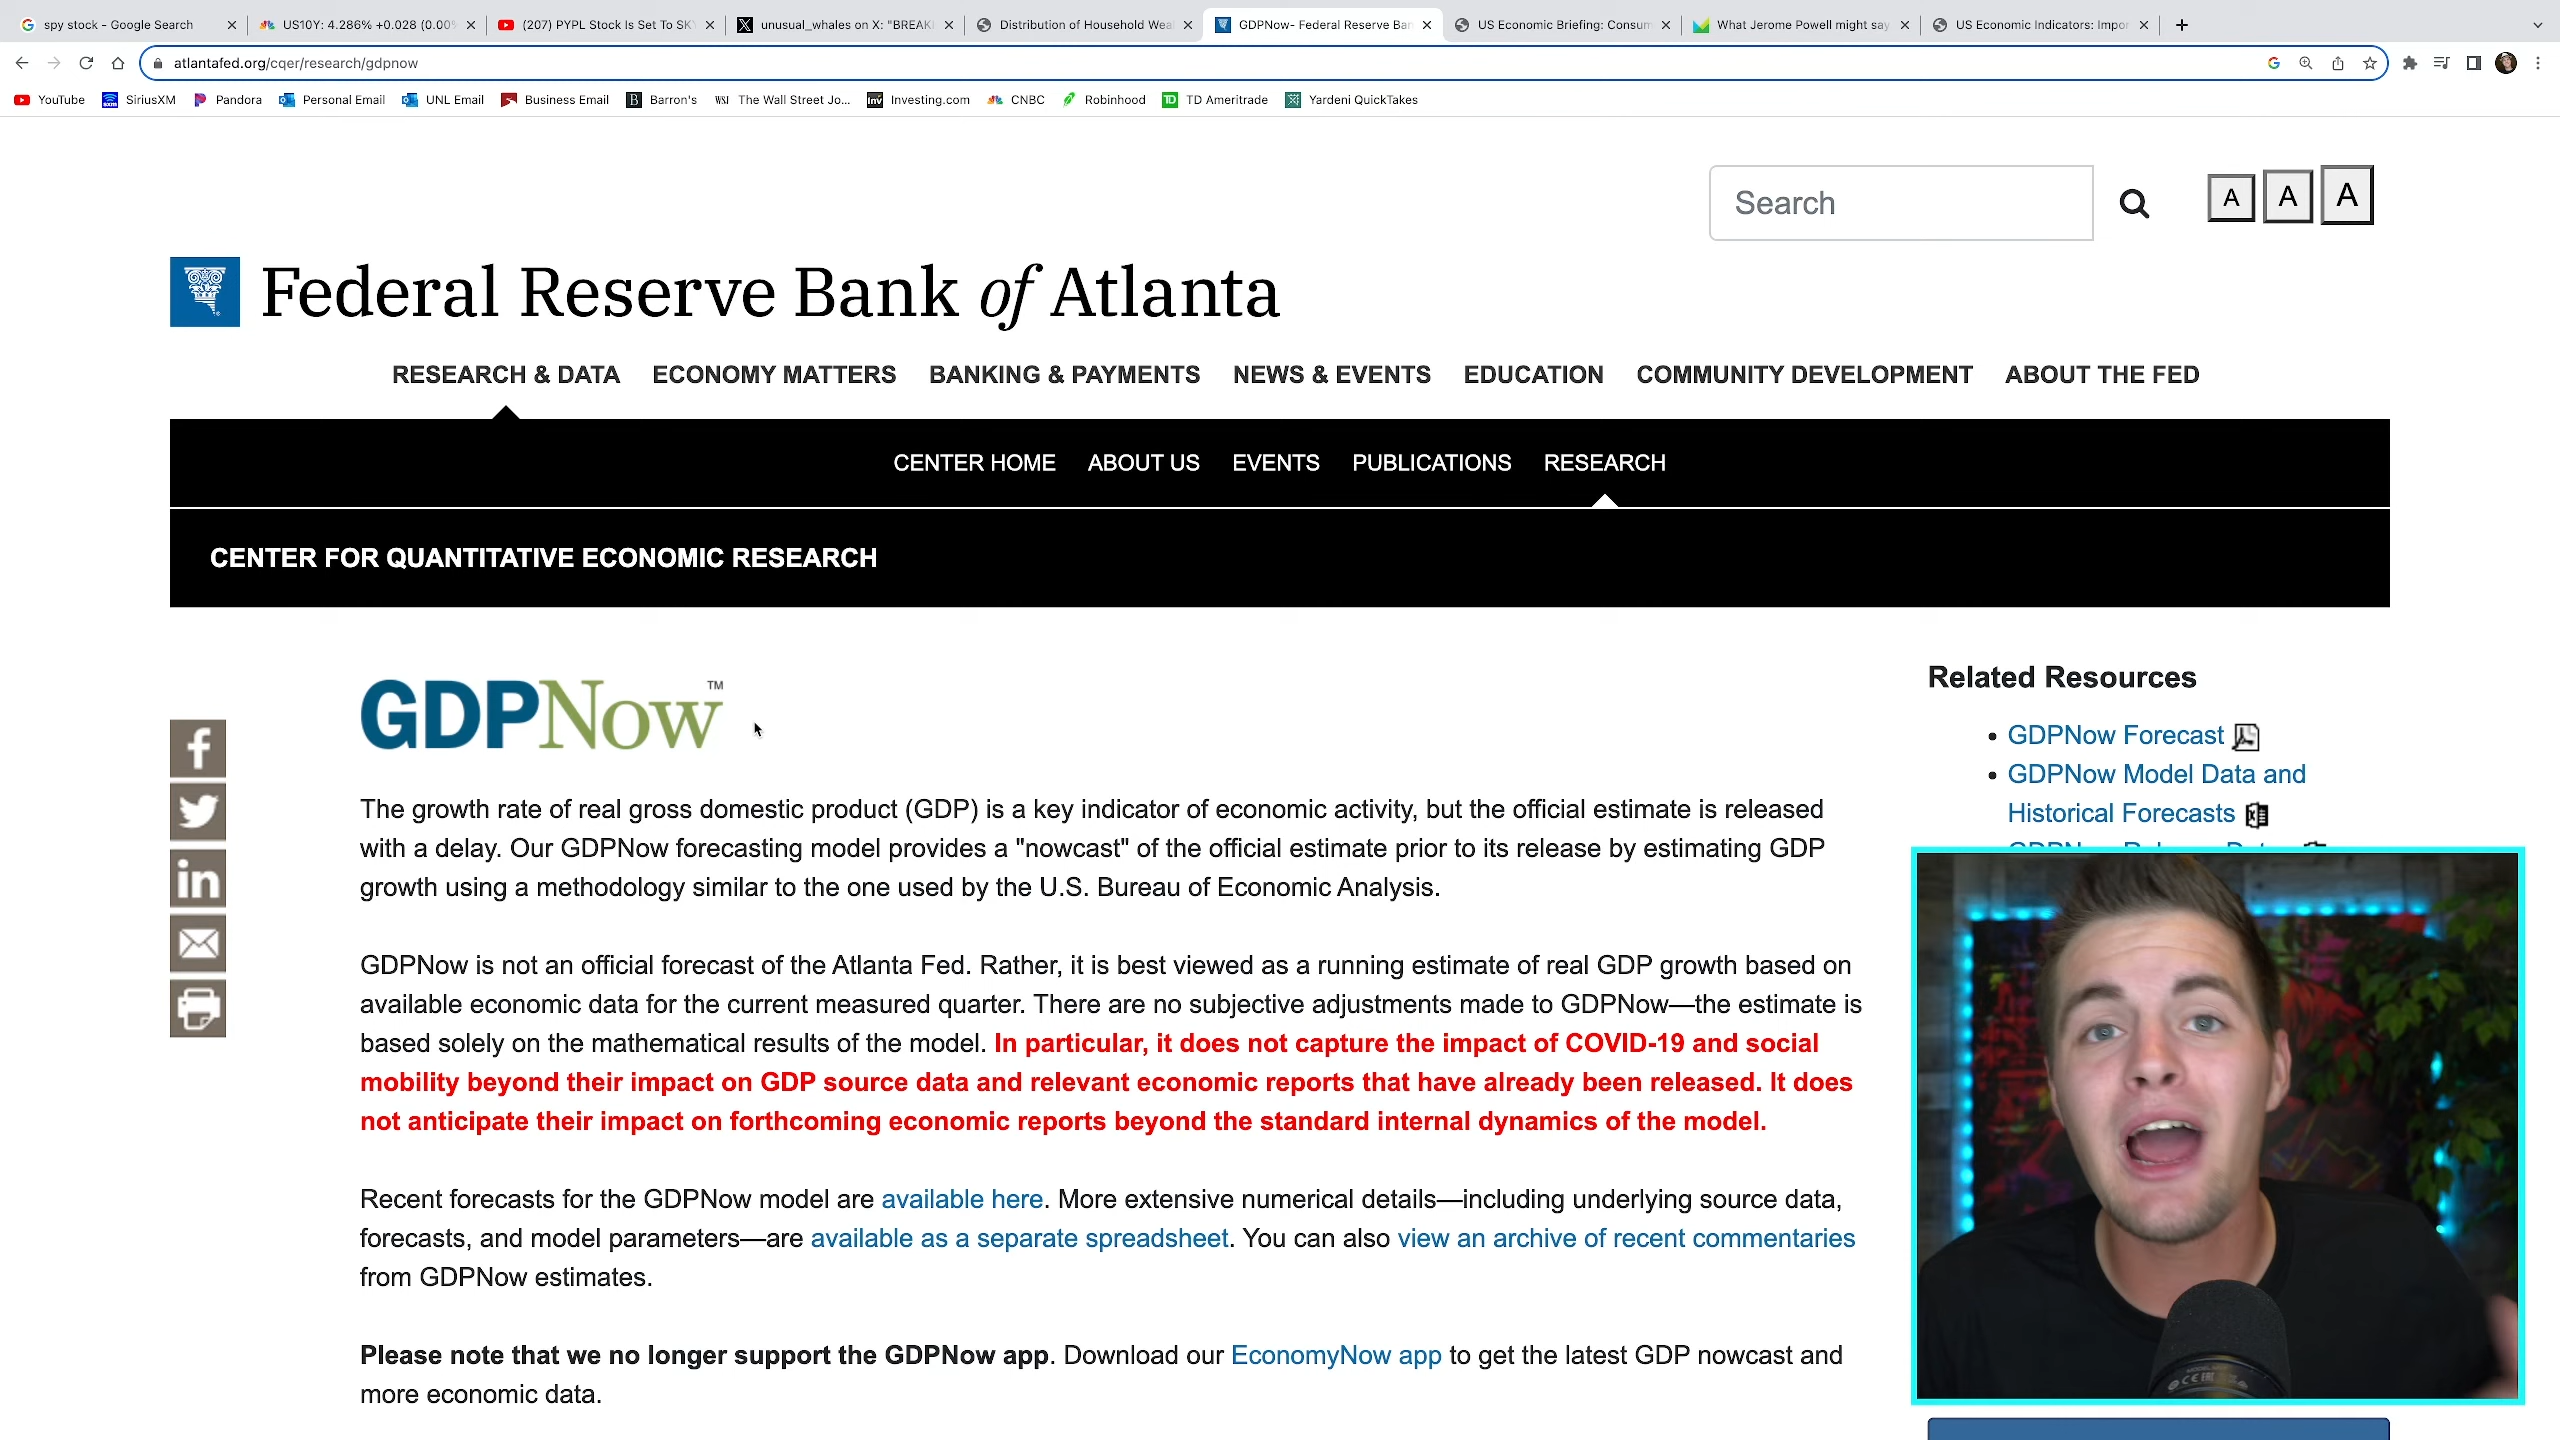 spy stock - Google Search
US10Y: 4.286% +0.028 (0.00%
(207) PYPL Stock Is Set To SK
unusual_whales on X: "BREAKI
Distribution of Household Wea
GDPNow- Federal Reserve Ban
US Economic Briefing: Consum
What Jerome Powell might say
US Economic Indicators: Impor
atlantafed.org/cqer/research/gdpnow
YouTube
SiriusXM
Pandora
Personal Email
UNL Email
Business Email
B Barron's
WSJ The Wall Street Jo...
Inv Investing.com
CNBC
Robinhood
TD TD Ameritrade
Yardeni QuickTakes
Search
A A A
Federal Reserve Bank of Atlanta
RESEARCH & DATA ECONOMY MATTERS BANKING & PAYMENTS NEWS & EVENTS EDUCATION COMMUNITY DEVELOPMENT ABOUT THE FED
CENTER HOME ABOUT US EVENTS PUBLICATIONS RESEARCH
CENTER FOR QUANTITATIVE ECONOMIC RESEARCH
GDPNow™
The growth rate of real gross domestic product (GDP) is a key indicator of economic activity, but the official estimate is released
with a delay. Our GDPNow forecasting model provides a "nowcast" of the official estimate prior to its release by estimating GDP
growth using a methodology similar to the one used by the U.S. Bureau of Economic Analysis.
GDPNow is not an official forecast of the Atlanta Fed. Rather, it is best viewed as a running estimate of real GDP growth based on
available economic data for the current measured quarter. There are no subjective adjustments made to GDPNow—the estimate is
based solely on the mathematical results of the model. In particular, it does not capture the impact of COVID-19 and social
mobility beyond their impact on GDP source data and relevant economic reports that have already been released. It does
not anticipate their impact on forthcoming economic reports beyond the standard internal dynamics of the model.
Recent forecasts for the GDPNow model are available here. More extensive numerical details—including underlying source data,
forecasts, and model parameters—are available as a separate spreadsheet. You can also view an archive of recent commentaries
from GDPNow estimates.
Please note that we no longer support the GDPNow app. Download our EconomyNow app to get the latest GDP nowcast and
more economic data.
Related Resources
GDPNow Forecast
GDPNow Model Data and
Historical Forecasts